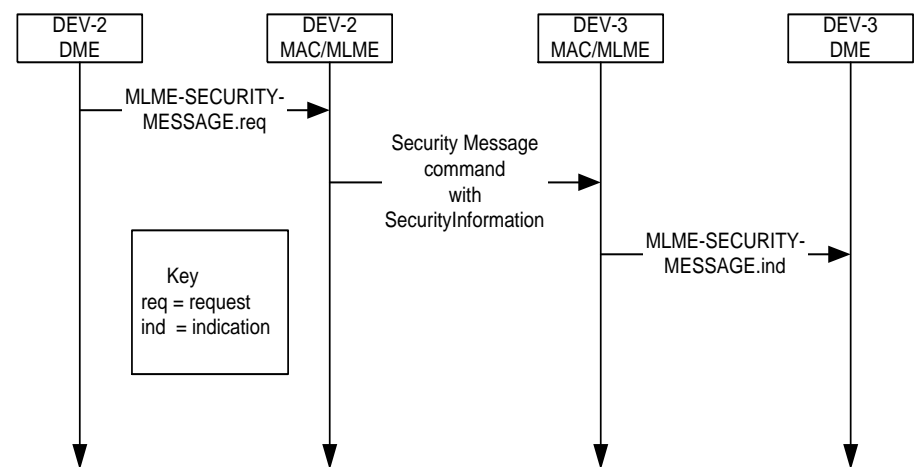 DEV-2
DME
DEV-2
MAC/MLME
DEV-3
MAC/MLME
DEV-3
DME
MLME-SECURITY-
MESSAGE.req
Security Message
command
with
SecurityInformation
MLME-SECURITY-
MESSAGE.ind
Key
req = request
ind = indication